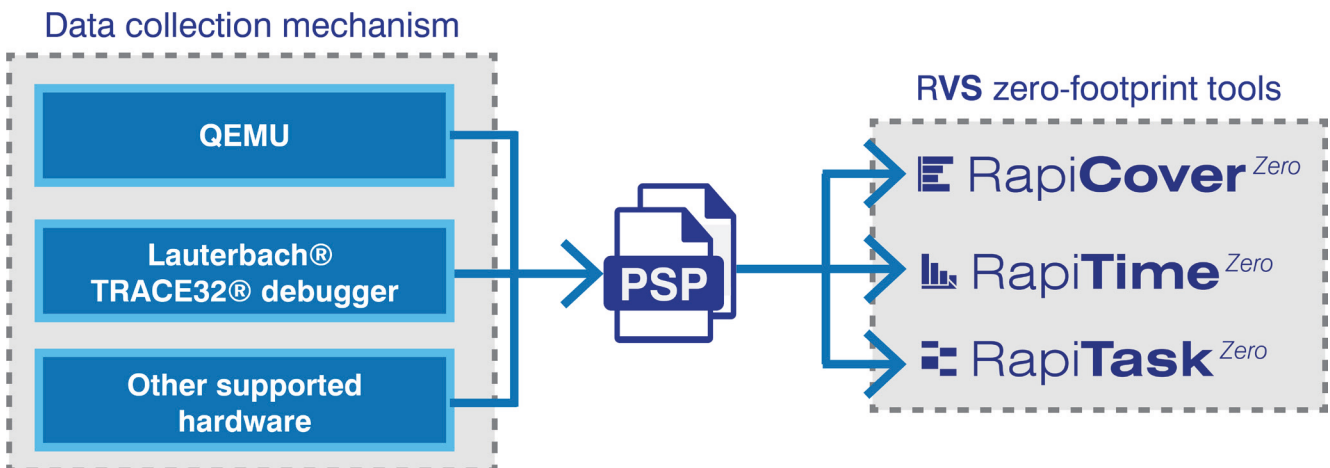 Data collection mechanism
QEMU
Lauterbach®
TRACE32® debugger
Other supported
hardware
PSP
RVS zero-footprint tools
RapiCover Zero
RapiTime Zero
RapiTask Zero